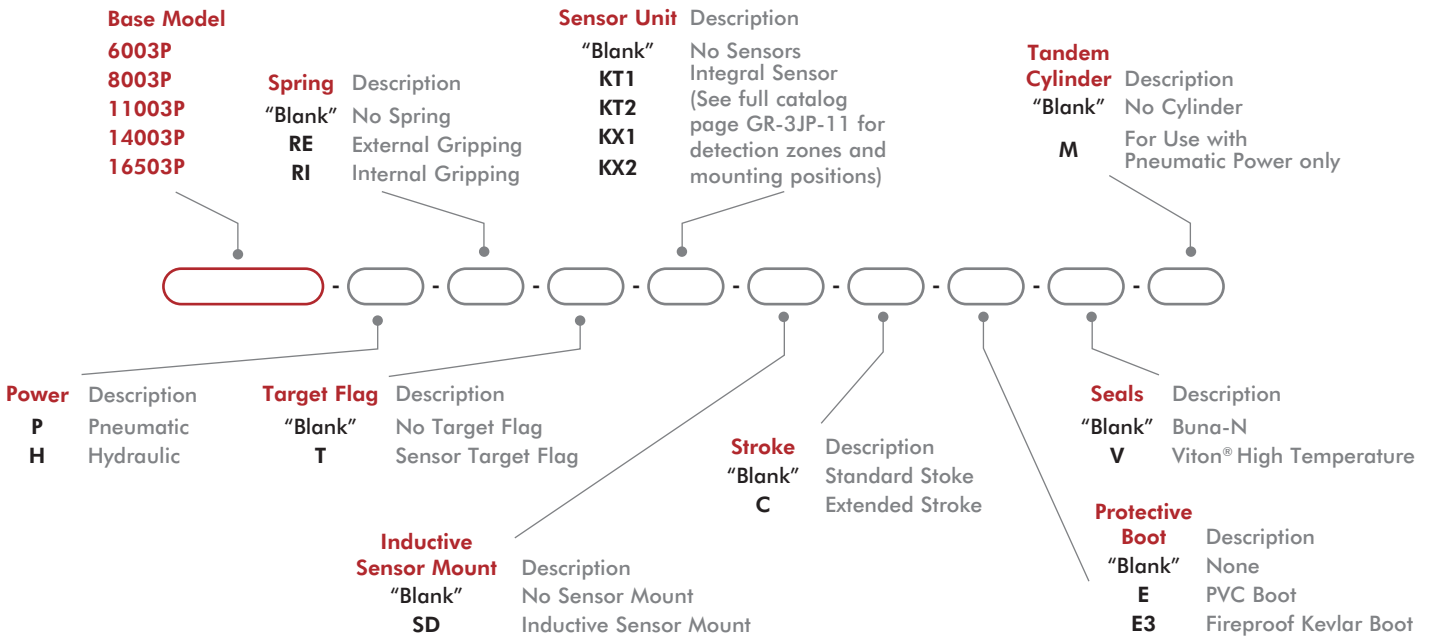 Base Model
6003P
8003P
11003P
14003P
16503P
Spring Description
“Blank” No Spring
RE External Gripping
RI Internal Gripping
Sensor Unit Description
“Blank” No Sensors
KT1 Integral Sensor
KT2 (See full catalog
KX1 page GR-3JP-11 for
KX2 detection zones and
mounting positions)
Tandem
Cylinder Description
“Blank” No Cylinder
M For Use with
Pneumatic Power only
- - - - - - - - -
Power Description
P Pneumatic
H Hydraulic
Target Flag Description
“Blank” No Target Flag
T Sensor Target Flag
Inductive
Sensor Mount Description
“Blank” No Sensor Mount
SD Inductive Sensor Mount
Stroke Description
“Blank” Standard Stoke
C Extended Stroke
Seals Description
“Blank” Buna-N
V Viton® High Temperature
Protective
Boot Description
“Blank” None
E PVC Boot
E3 Fireproof Kevlar Boot